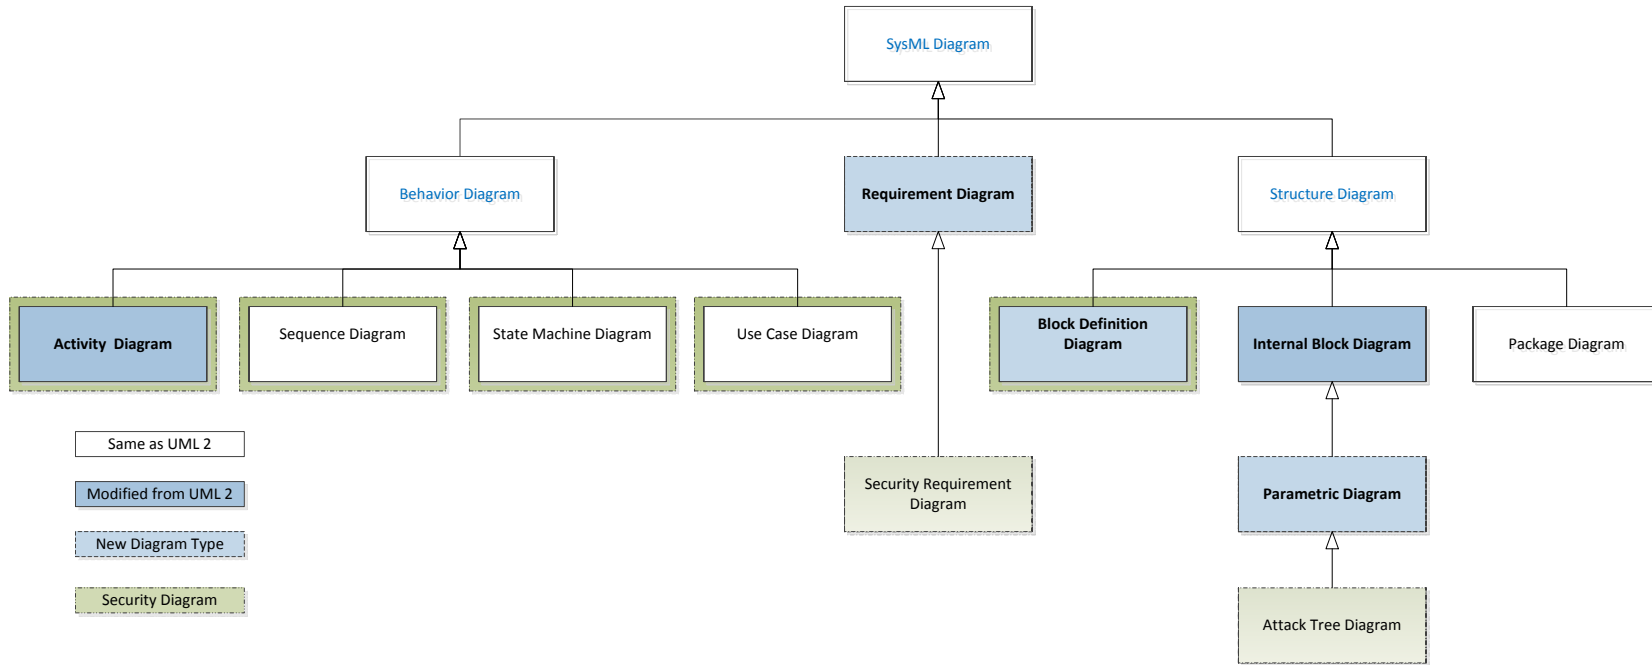 SysML Diagram
Behavior Diagram
Requirement Diagram
Structure Diagram
Activity  Diagram
Sequence Diagram
State Machine Diagram
Use Case Diagram
Block Definition
Diagram
Internal Block Diagram
Package Diagram
Same as UML 2
Modified from UML 2
New Diagram Type
Security Diagram
Security Requirement
Diagram
Parametric Diagram
Attack Tree Diagram